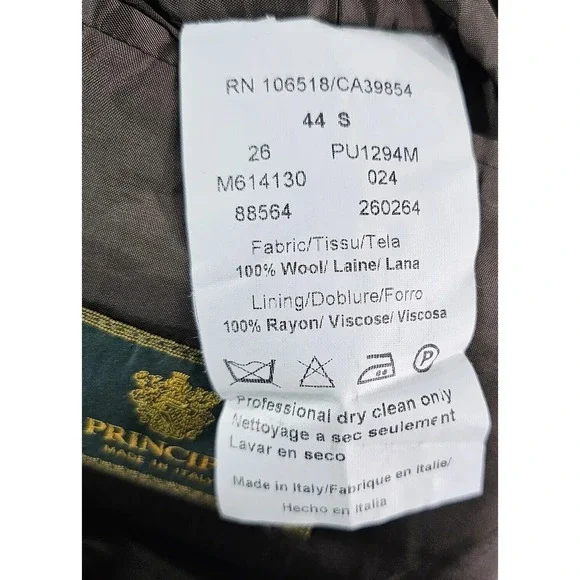 RN 106518/CA39854
44 S
26 PU1294M
M614130 024
88564 260264
Fabric/Tissu/Tela
100% Wool/ Laine/ Lana
Lining/Doblure/Forro
100% Rayon/ Viscose/ Viscosa
P
Professional dry clean only
Nettoyage a sec seulement
Lavar en seco
Made in Italy/Fabrique en italie/
Hecho en Italia
PRINCIP
MADE IN ITALY